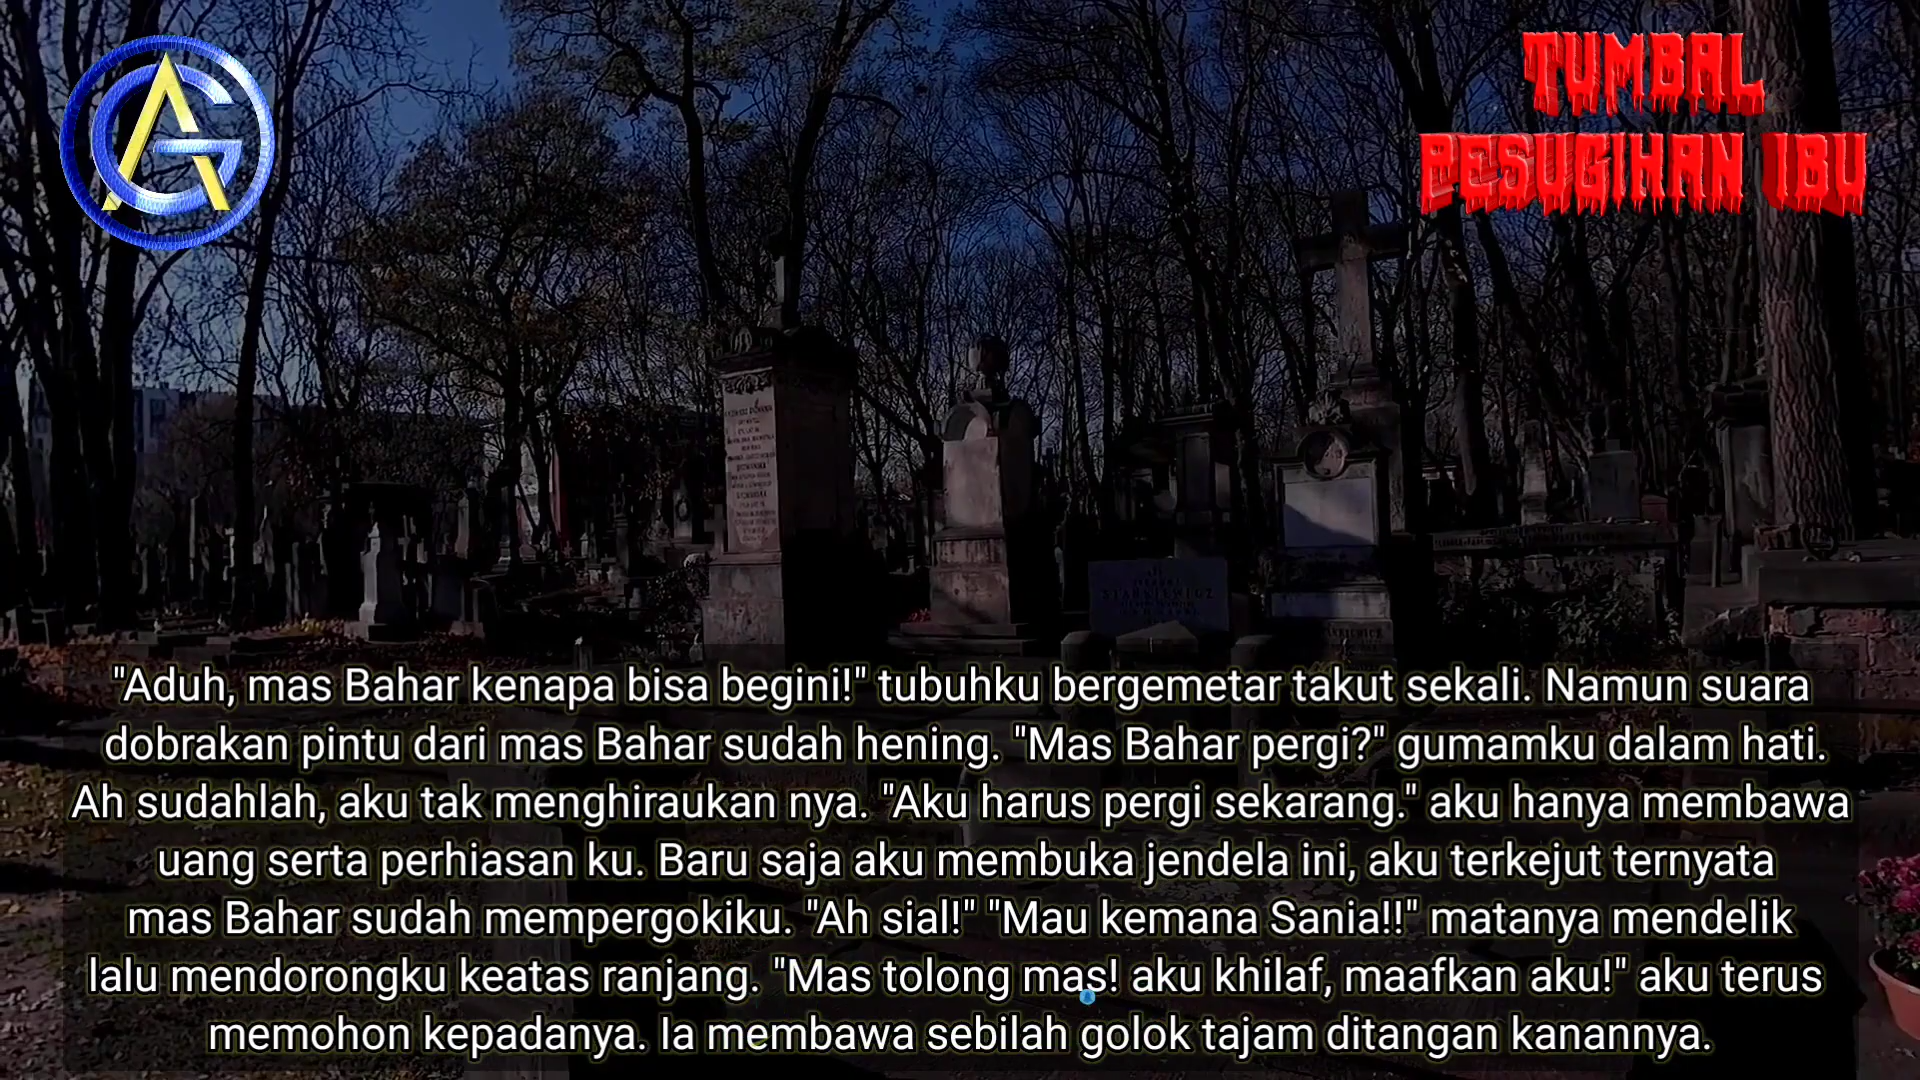 TUMBAL
PESUGIHAN IBU
STARKIEWICZ
"Aduh, mas Bahar kenapa bisa begini!" tubuhku bergemetar takut sekali. Namun suara
dobrakan pintu dari mas Bahar sudah hening. "Mas Bahar pergi?" gumamku dalam hati.
Ah sudahlah, aku tak menghiraukan nya. "Aku harus pergi sekarang." aku hanya membawa
uang serta perhiasan ku. Baru saja aku membuka jendela ini, aku terkejut ternyata
mas Bahar sudah mempergokiku. "Ah sial!" "Mau kemana Sania!!" matanya mendelik
lalu mendorongku keatas ranjang. "Mas tolong mas! aku khilaf, maafkan aku!" aku terus
memohon kepadanya. Ia membawa sebilah golok tajam ditangan kanannya.